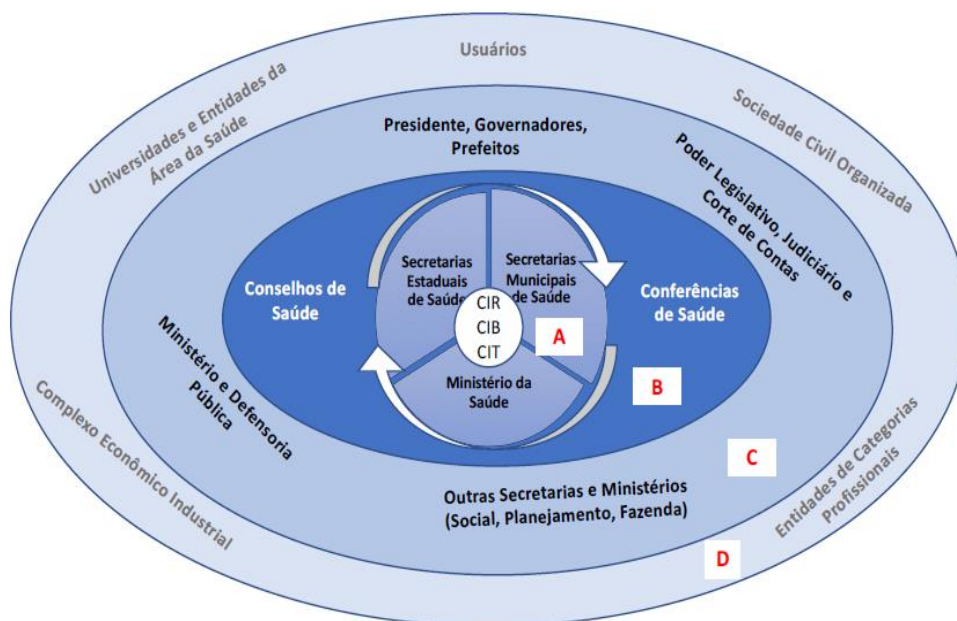 Usuários
Universidades e Entidades da
Área da Saúde
Sociedade Civil Organizada
Presidente, Governadores,
Prefeitos
Poder Legislativo, Judiciário e
Corte de Contas
Secretarias
Estaduais
de Saúde
Secretarias
Municipais
de Saúde
Conselhos de
Saúde
CIR
CIB
CIT
A
Conferências
de Saúde
Ministério da
Saúde
B
Ministério e Defensoria
Pública
C
Complexo Econômico Industrial
Outras Secretarias e Ministérios
(Social, Planejamento, Fazenda)
Entidades de Categorias
Profissionais
D